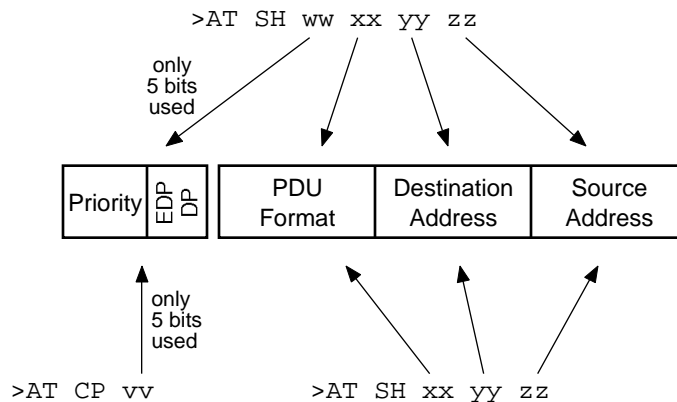 >AT SH ww xx yy zz
only
5 bits
used
Priority
EDP
DP
PDU
Format
Destination
Address
Source
Address
only
5 bits
used
>AT CP vv
>AT SH xx yy zz